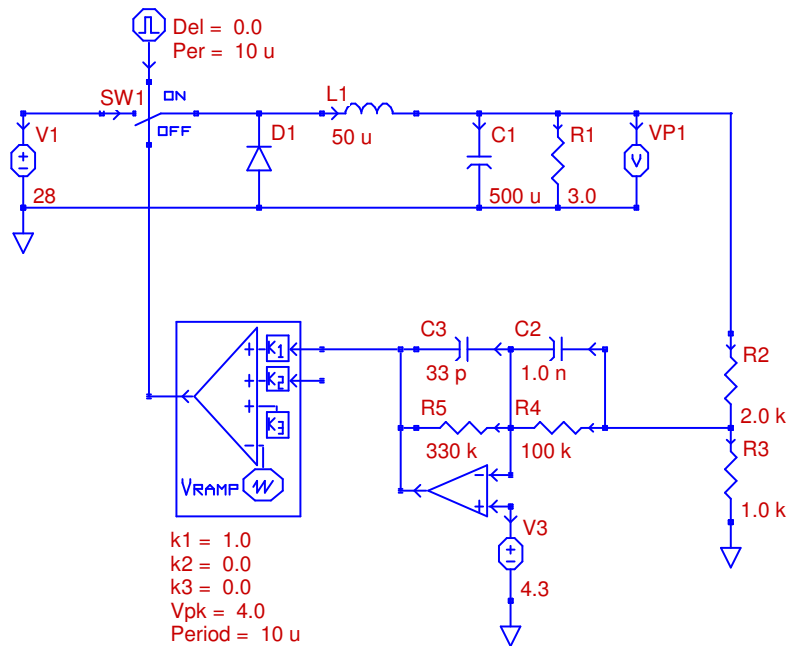 Del = 0.0
Per = 10 u
SW1
ON
OFF
V1
28
D1
L1
50 u
C1
500 u
R1
3.0
VP1
V
C3
33 p
C2
1.0 n
R2
2.0 k
R5
330 k
R4
100 k
R3
1.0 k
K1
K2
K3
VRAMP
V3
4.3
k1 = 1.0
k2 = 0.0
k3 = 0.0
Vpk = 4.0
Period = 10 u